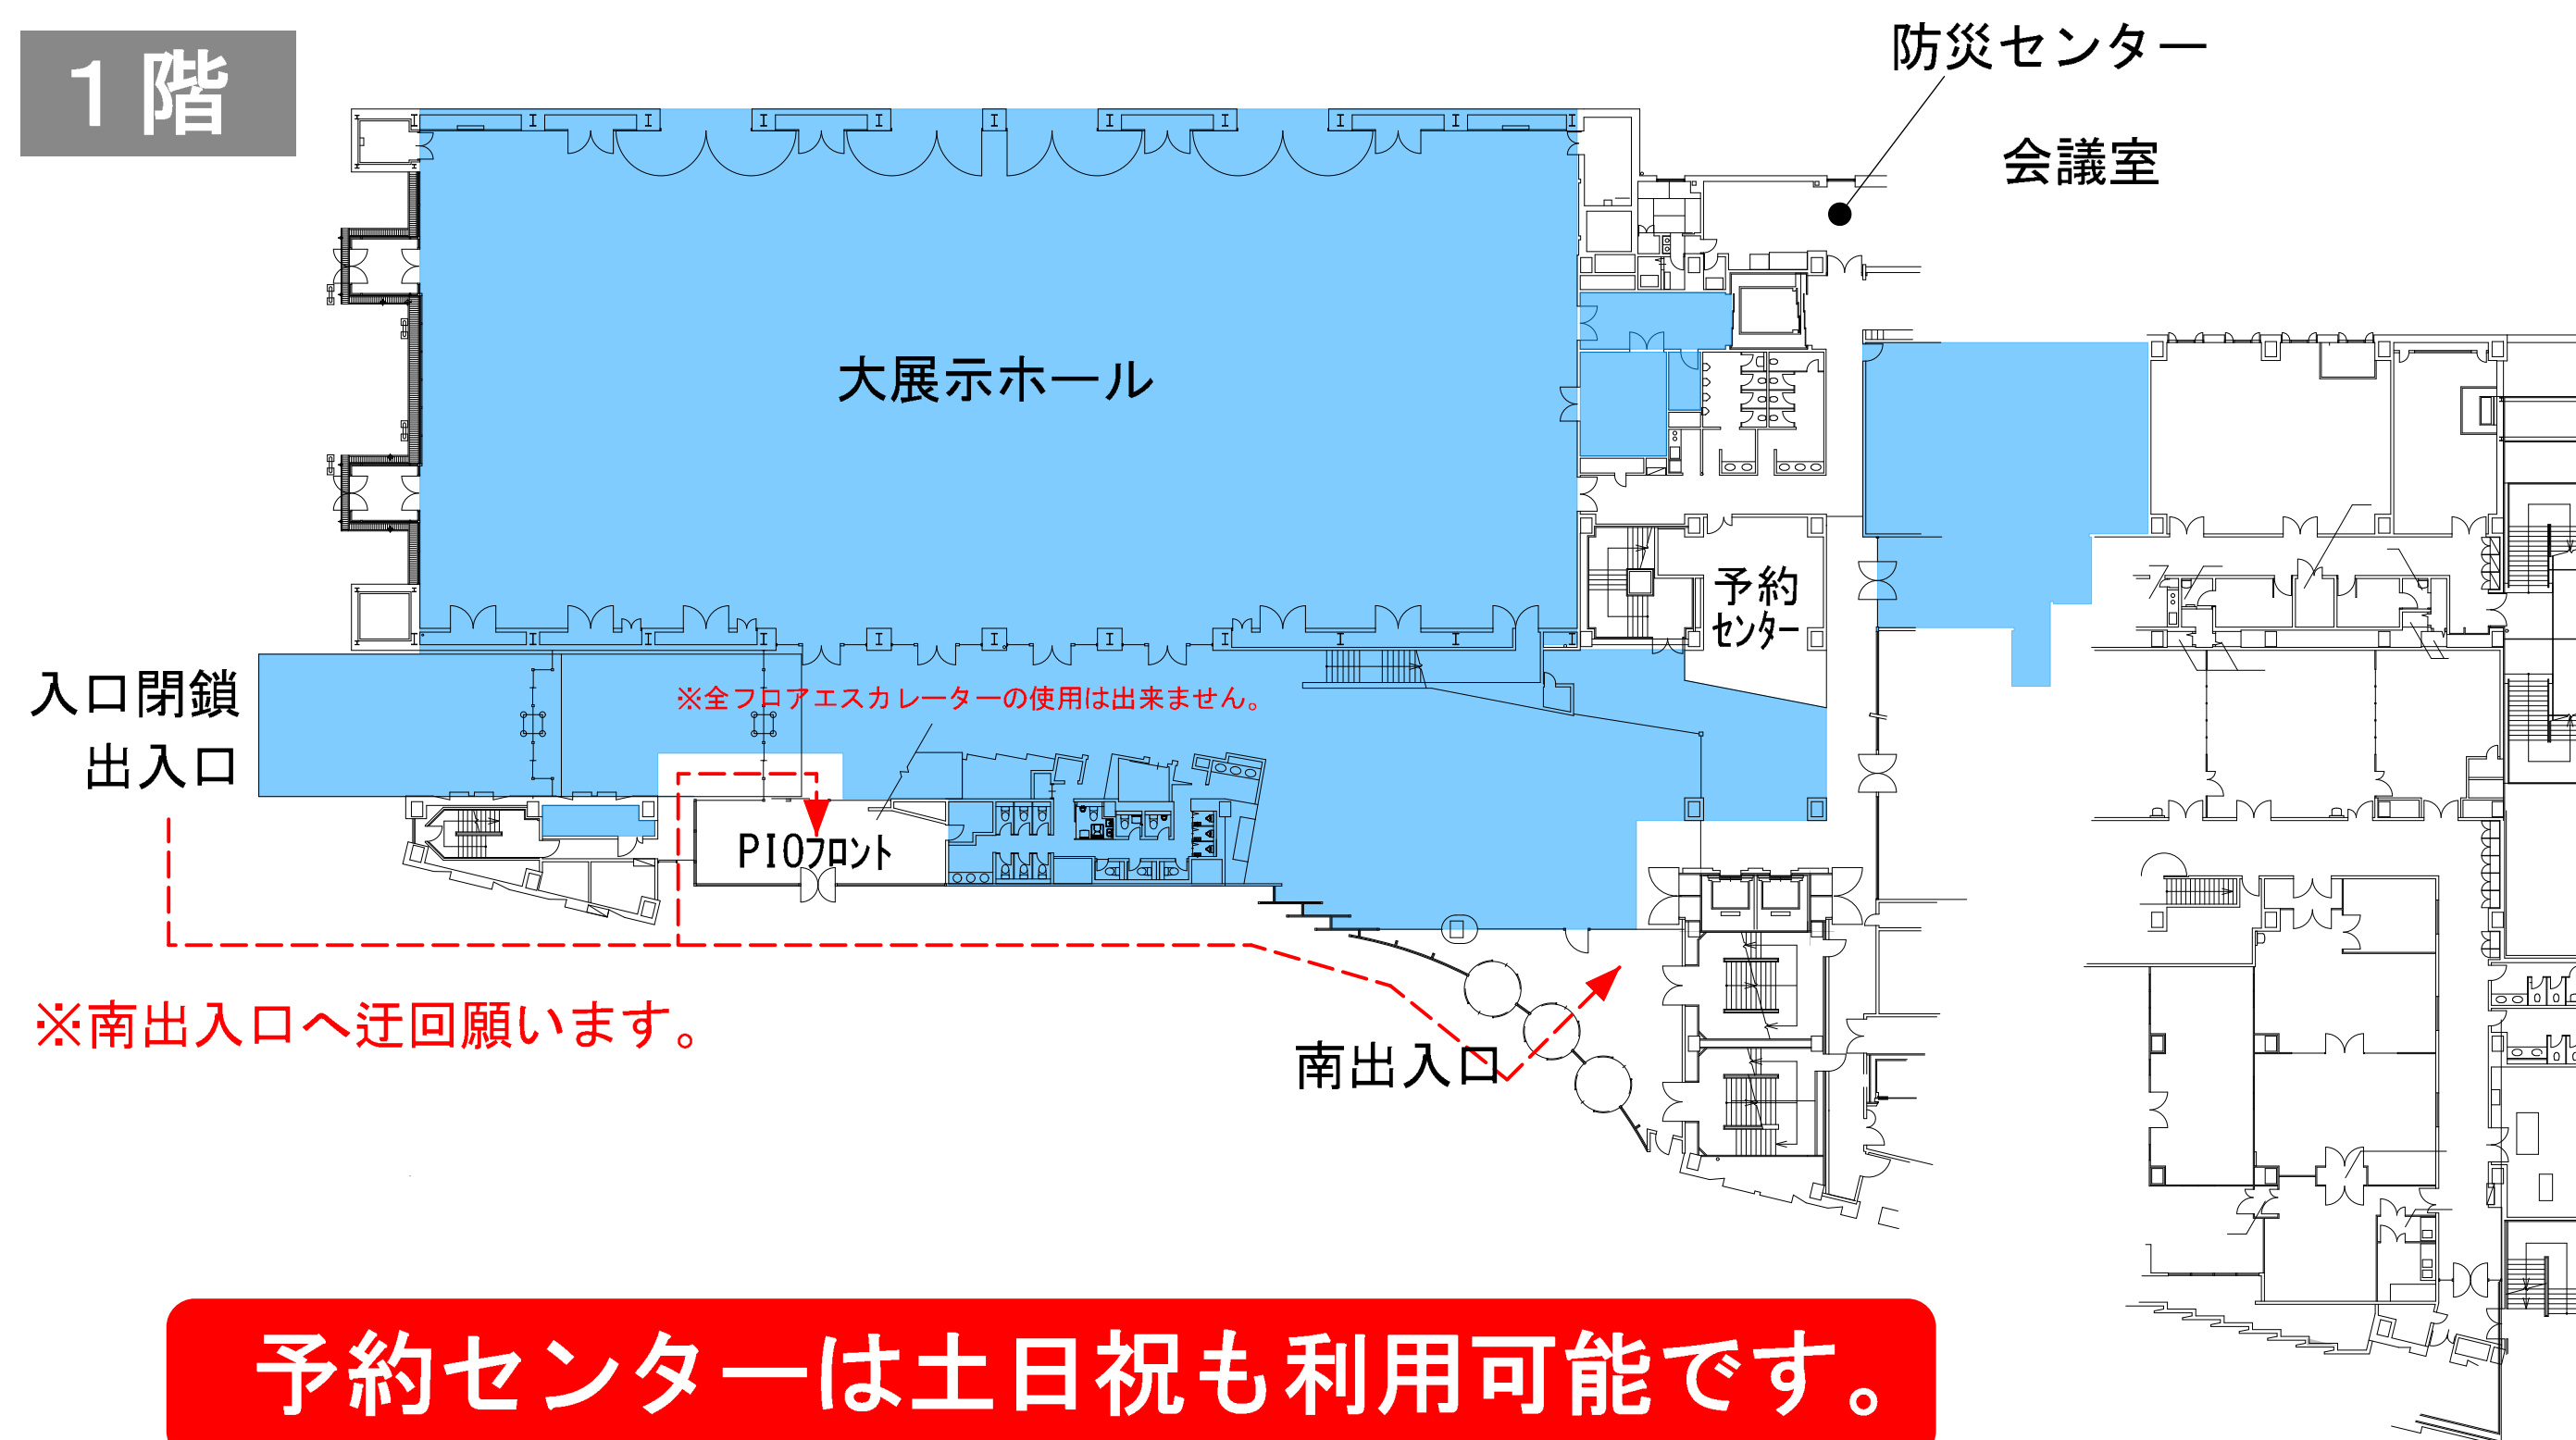 １階
防災センター
会議室
大展示ホール
予約
センター
入口閉鎖
出入口
※全フロアエスカレーターの使用は出来ません。
PIOフロント
※南出入口へ迂回願います。
南出入口
予約センターは土日祝も利用可能です。